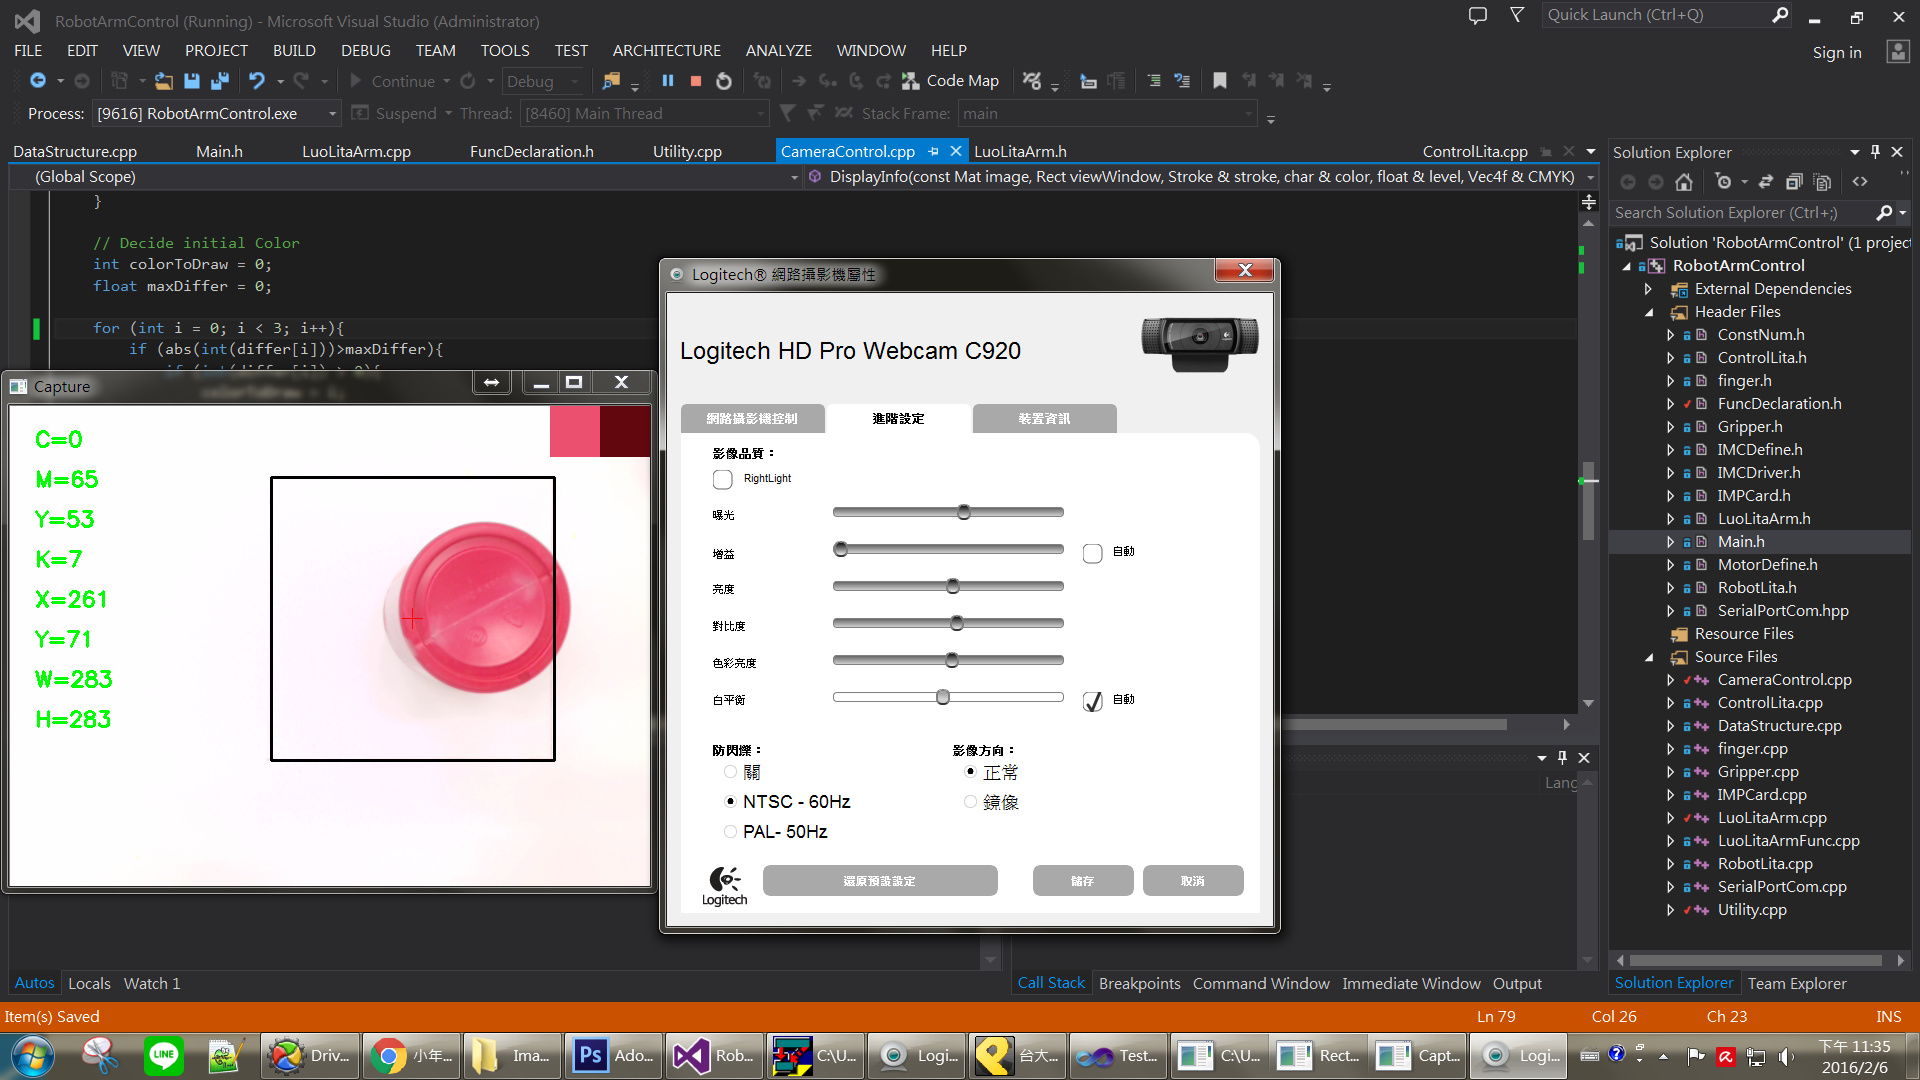 RobotArmControl (Running) - Microsoft Visual Studio (Administrator)
Quick Launch (Ctrl+Q)
FILE EDIT VIEW PROJECT BUILD DEBUG TEAM TOOLS TEST ARCHITECTURE ANALYZE WINDOW HELP
Sign in
Continue Debug Code Map
Process: [9616] RobotArmControl.exe Suspend Thread: [8460] Main Thread Stack Frame: main
DataStructure.cpp Main.h LuoLitaArm.cpp FuncDeclaration.h Utility.cpp CameraControl.cpp LuoLitaArm.h ControlLita.cpp
(Global Scope) DisplayInfo(const Mat image, Rect viewWindow, Stroke & stroke, char & color, float & level, Vec4f & CMYK)
}
// Decide initial Color
int colorToDraw = 0;
float maxDiffer = 0;
for (int i = 0; i < 3; i++){
if (abs(int(differ[i]))>maxDiffer){
Capture
C=0
M=65
Y=53
K=7
X=261
Y=71
W=283
H=283
Logitech® 網路攝影機屬性
Logitech HD Pro Webcam C920
網路攝影機控制 進階設定 裝置資訊
影像品質：
RightLight
曝光
增益 自動
亮度
對比度
色彩亮度
白平衡 自動
防閃爍： 影像方向：
關 正常
NTSC - 60Hz 鏡像
PAL- 50Hz
Logitech 還原預設設定 儲存 取消
Lang
Solution Explorer
Search Solution Explorer (Ctrl+;)
Solution 'RobotArmControl' (1 project
RobotArmControl
External Dependencies
Header Files
ConstNum.h
ControlLita.h
finger.h
FuncDeclaration.h
Gripper.h
IMCDefine.h
IMCDriver.h
IMPCard.h
LuoLitaArm.h
Main.h
MotorDefine.h
RobotLita.h
SerialPortCom.hpp
Resource Files
Source Files
CameraControl.cpp
ControlLita.cpp
DataStructure.cpp
finger.cpp
Gripper.cpp
IMPCard.cpp
LuoLitaArm.cpp
LuoLitaArmFunc.cpp
RobotLita.cpp
SerialPortCom.cpp
Utility.cpp
Autos Locals Watch 1
Call Stack Breakpoints Command Window Immediate Window Output
Solution Explorer Team Explorer
Item(s) Saved Ln 79 Col 26 Ch 23 INS
LINE Driv... 小年... Ima... Ps Ado... Rob... C:\U... Logi... 台大... Test... C:\U... Rect... Capt... Logi...
下午 11:35
2016/2/6